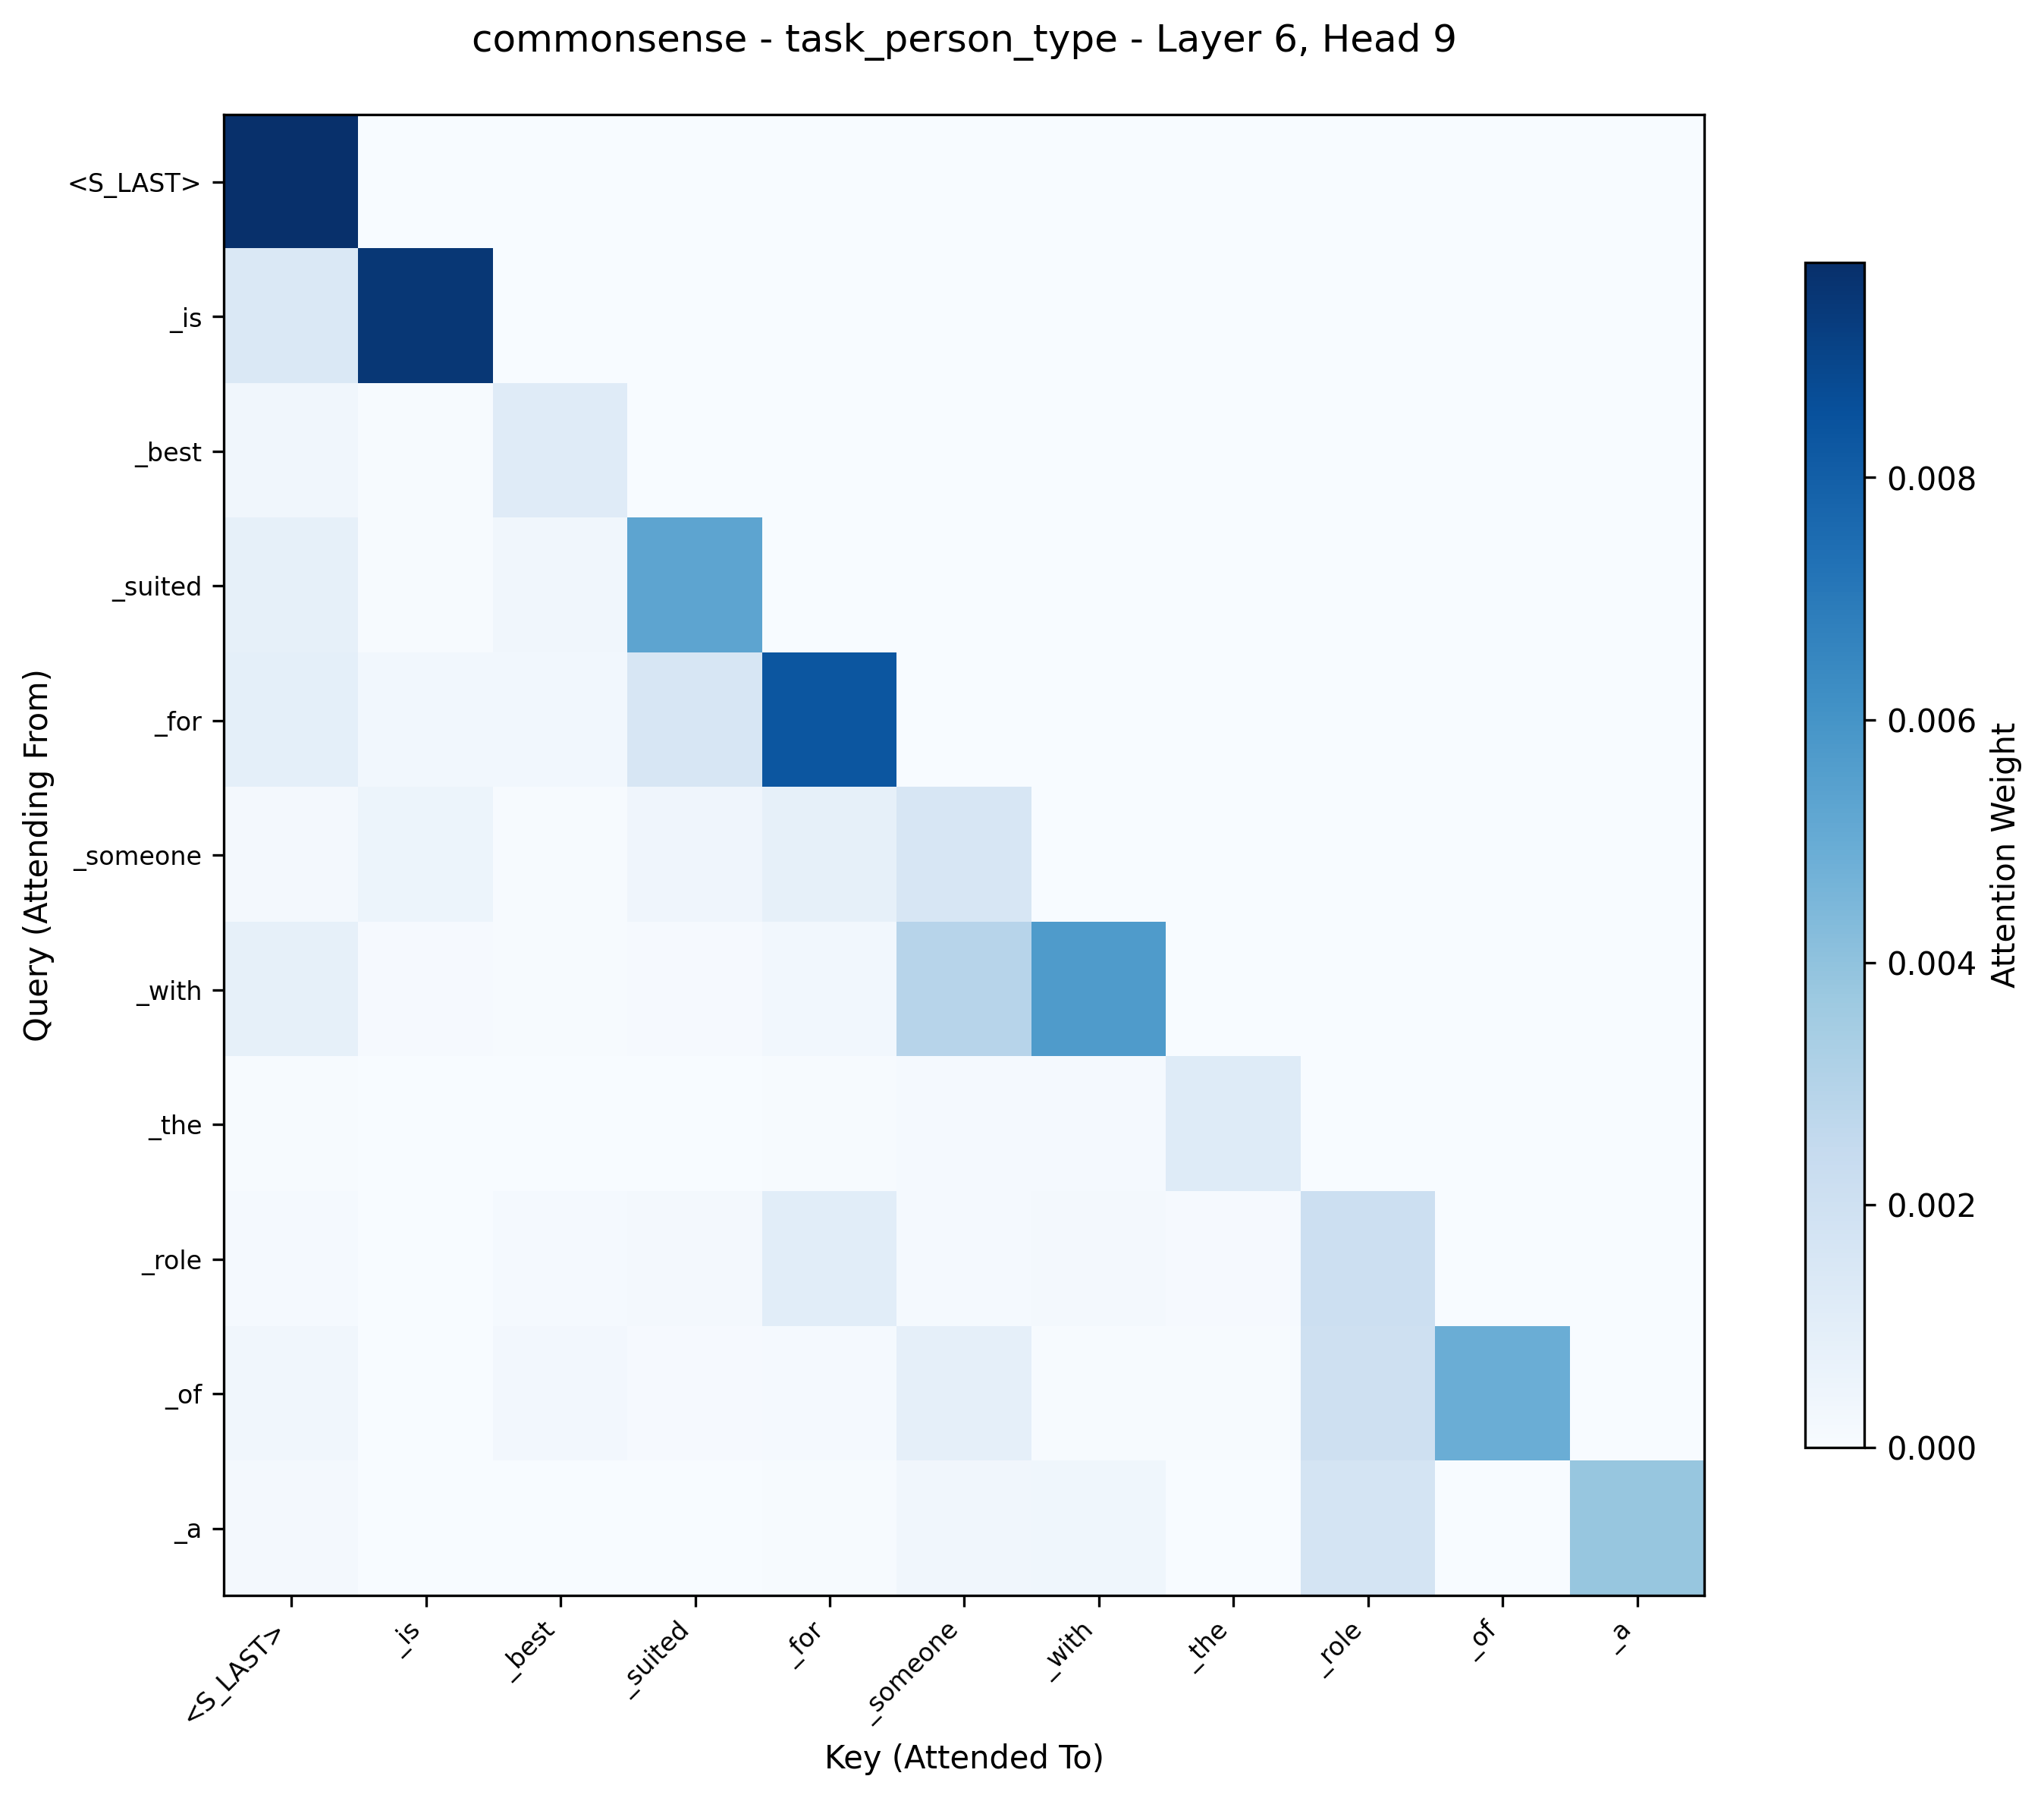 commonsense - task_person_type - Layer 6, Head 9
Query (Attending From)
<S_LAST>
_is
_best
_suited
_for
_someone
_with
_the
_role
_of
_a
<S_LAST>
_is
_best
_suited
_for
_someone
_with
_the
_role
_of
_a
Key (Attended To)
0.008
0.006
0.004
0.002
0.000
Attention Weight